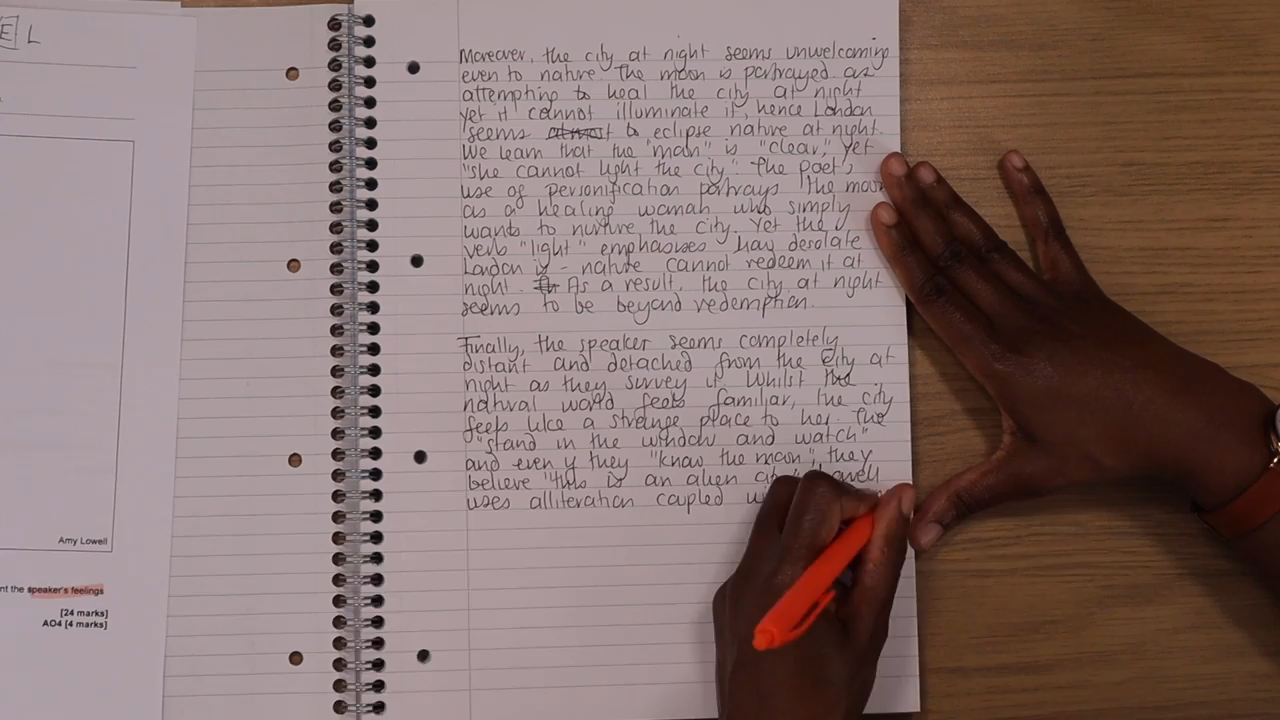 E L
Amy Lowell
nt the speaker's feelings
[24 marks]
AO4 [4 marks]
Moreover, the city at night seems unwelcoming
even to nature The moon is portrayed as
attempting to heal the city at night
yet it cannot illuminate it, hence London
seems to eclipse nature at night.
We learn that the "moon" is "clear," yet
"she cannot light the city". The poet's
use of personification portrays the moon
as a healing woman who simply
wants to nurture the city. Yet the
verb "light" emphasises how desolate
London is - nature cannot redeem it at
night. As a result, the city at night
seems to be beyond redemption.
Finally, the speaker seems completely
distant and detached from the city at
night as they survey it. Whilst the
natural world feels familiar, the city
feels like a strange place to her. The
"stand in the window and watch"
and even if they "know the moon", they
believe "this is an alien city". Lowell
uses alliteration coupled